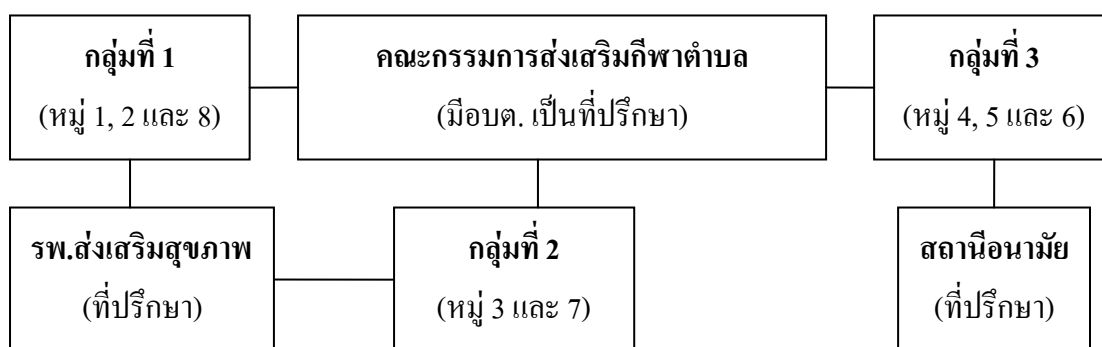 กลุ่มที่ 1
(หมู่ 1, 2 และ 8)
คณะกรรมการส่งเสริมกีฬาตำบล
(มีอบต. เป็นที่ปรึกษา)
กลุ่มที่ 3
(หมู่ 4, 5 และ 6)
รพ.ส่งเสริมสุขภาพ
(ที่ปรึกษา)
กลุ่มที่ 2
(หมู่ 3 และ 7)
สถานีอนามัย
(ที่ปรึกษา)